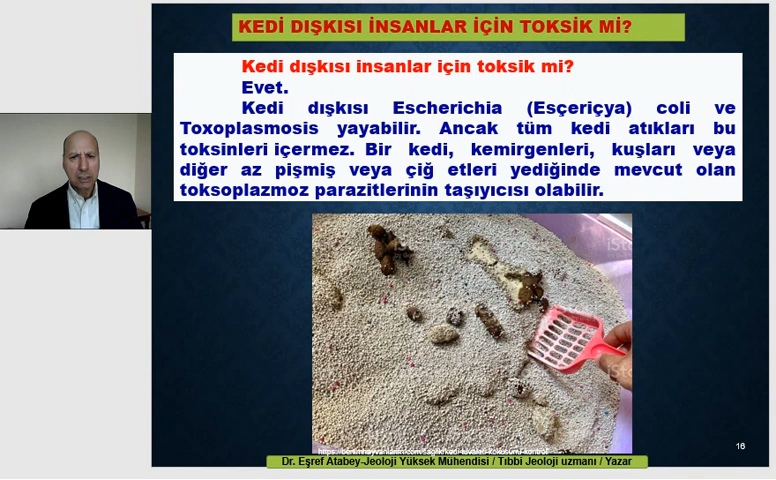 KEDİ DIŞKISI İNSANLAR İÇİN TOKSİK Mİ?
Kedi dışkısı insanlar için toksik mi?
Evet.
Kedi dışkısı Escherichia (Esçeriçya) coli ve
Toxoplasmosis yayabilir. Ancak tüm kedi atıkları bu
toksinleri içermez. Bir kedi, kemirgenleri, kuşları veya
diğer az pişmiş veya çiğ etleri yediğinde mevcut olan
toksoplazmoz parazitlerinin taşıyıcısı olabilir.
iStock
iSto
iSto
16
Dr. Eşref Atabey-Jeoloji Yüksek Mühendisi / Tıbbi Jeoloji uzmanı / Yazar